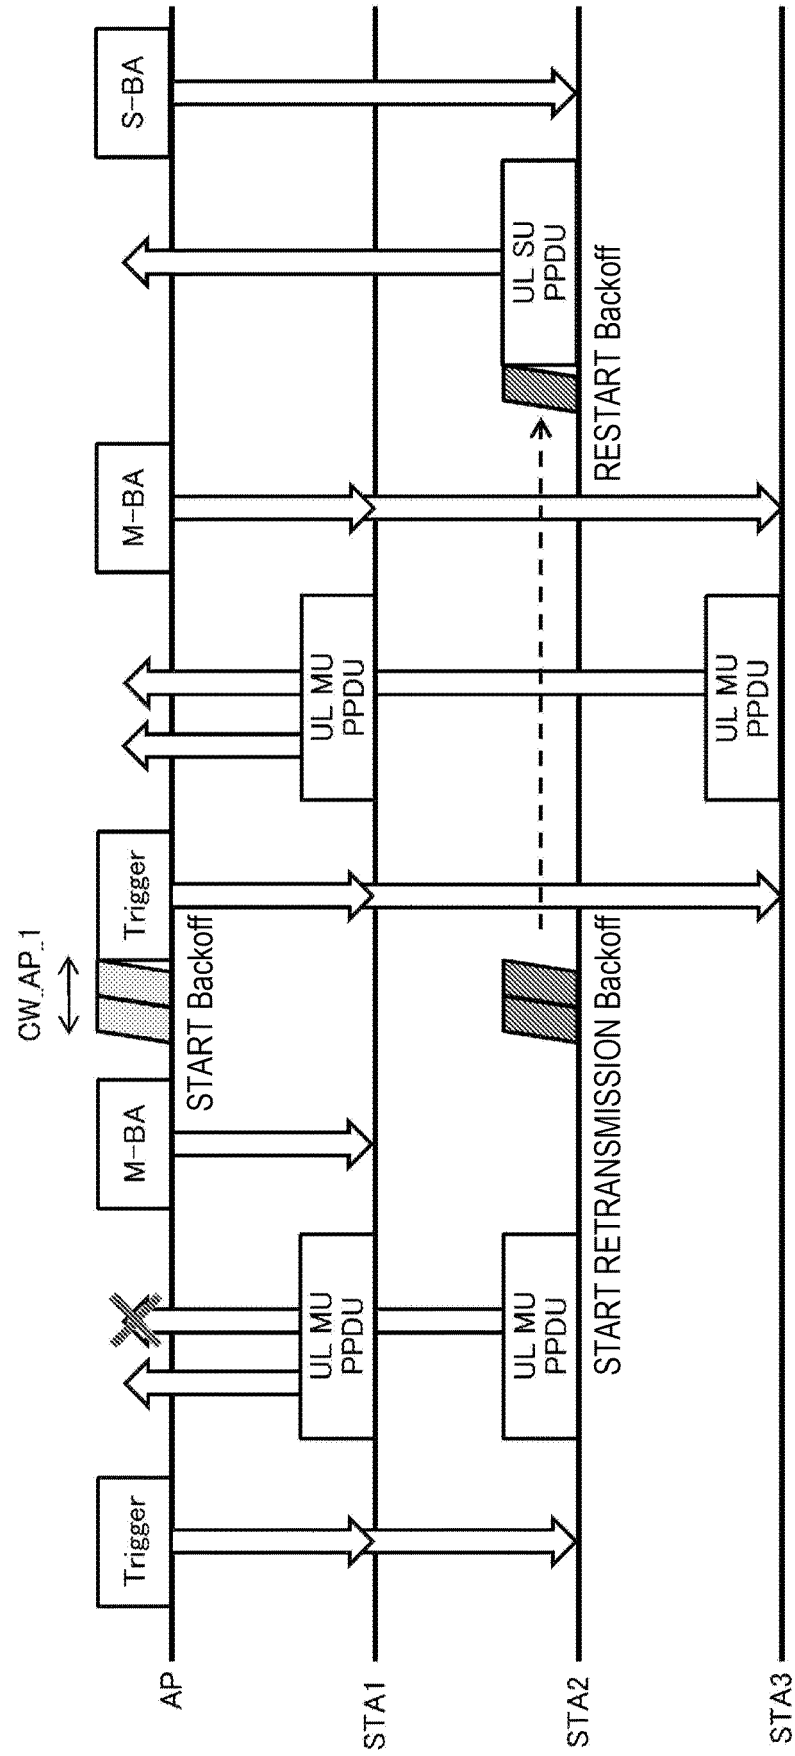 CW_AP_1
AP
Trigger
M-BA
Trigger
M-BA
S-BA
START Backoff
STA1
UL MU
PPDU
UL MU
PPDU
STA2
UL MU
PPDU
UL SU
PPDU
START RETRANSMISSION Backoff
RESTART Backoff
STA3
UL MU
PPDU